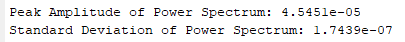 Peak Amplitude of Power Spectrum: 4.5451e-05
Standard Deviation of Power Spectrum: 1.7439e-07